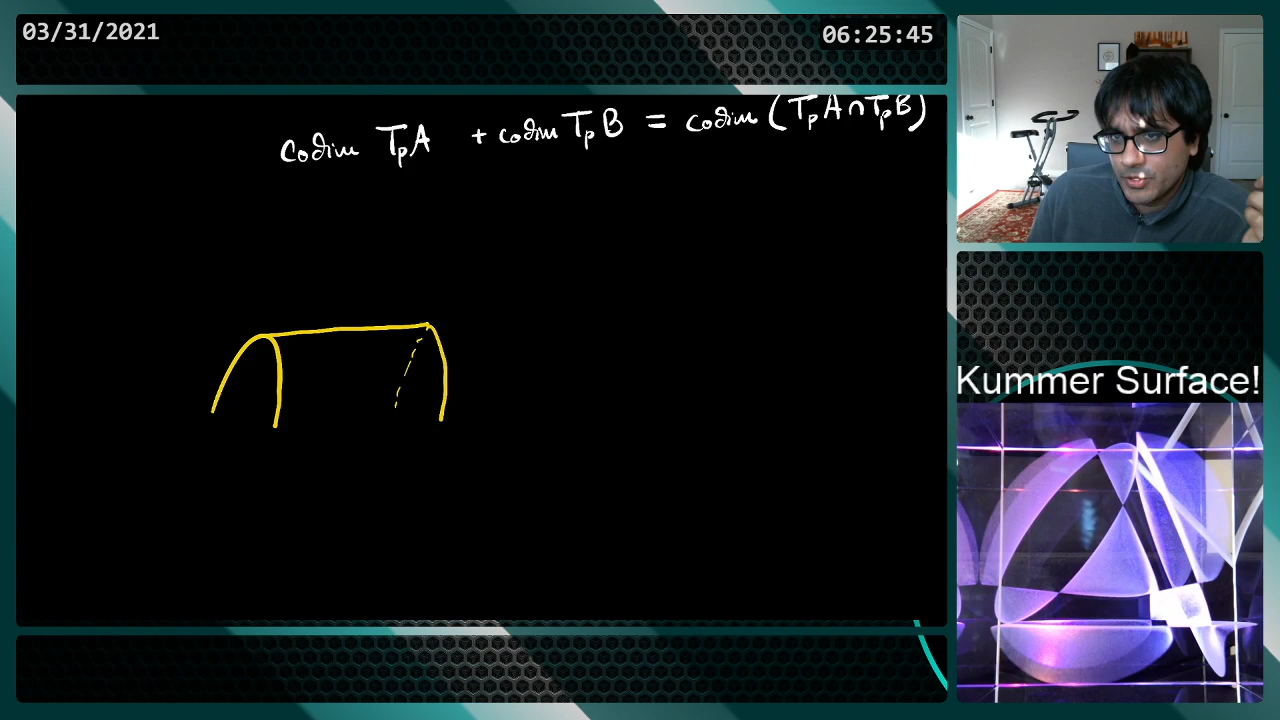 03/31/2021
06:25:45
codim TₚA + codim TₚB = codim (TₚA∩TₚB)
Kummer Surface!